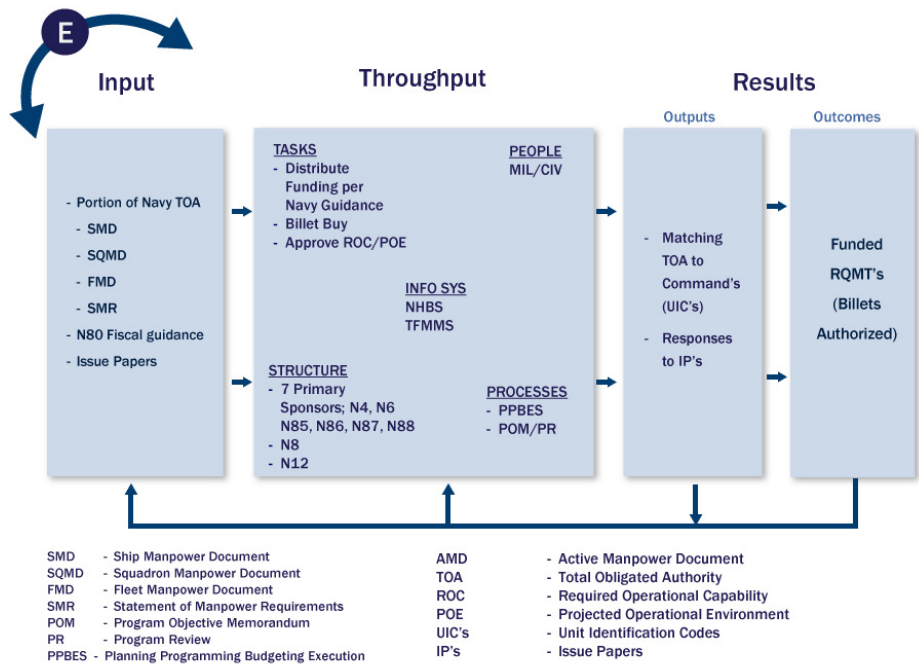 E
Input
Throughput
Results
Outputs
Outcomes
- Portion of Navy TOA
- SMD
- SQMD
- FMD
- SMR
- N80 Fiscal guidance
- Issue Papers
TASKS
- Distribute
Funding per
Navy Guidance
- Billet Buy
- Approve ROC/POE
PEOPLE
MIL/CIV
INFO SYS
NHBS
TFMMS
STRUCTURE
- 7 Primary
Sponsors; N4, N6
N85, N86, N87, N88
- N8
- N12
PROCESSES
- PPBES
- POM/PR
- Matching
TOA to
Command's
(UIC's)
- Responses
to IP's
Funded
RQMT's
(Billets
Authorized)
SMD - Ship Manpower Document
SQMD - Squadron Manpower Document
FMD - Fleet Manpower Document
SMR - Statement of Manpower Requirements
POM - Program Objective Memorandum
PR - Program Review
PPBES - Planning Programming Budgeting Execution
AMD - Active Manpower Document
TOA - Total Obligated Authority
ROC - Required Operational Capability
POE - Projected Operational Environment
UIC's - Unit Identification Codes
IP's - Issue Papers